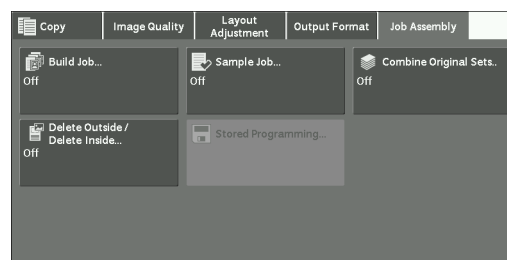 Copy
Image Quality
Layout
Adjustment
Output Format
Job Assembly
Build Job...
Off
Sample Job...
Off
Combine Original Sets..
Off
Delete Outside /
Delete Inside...
Off
Stored Programming...